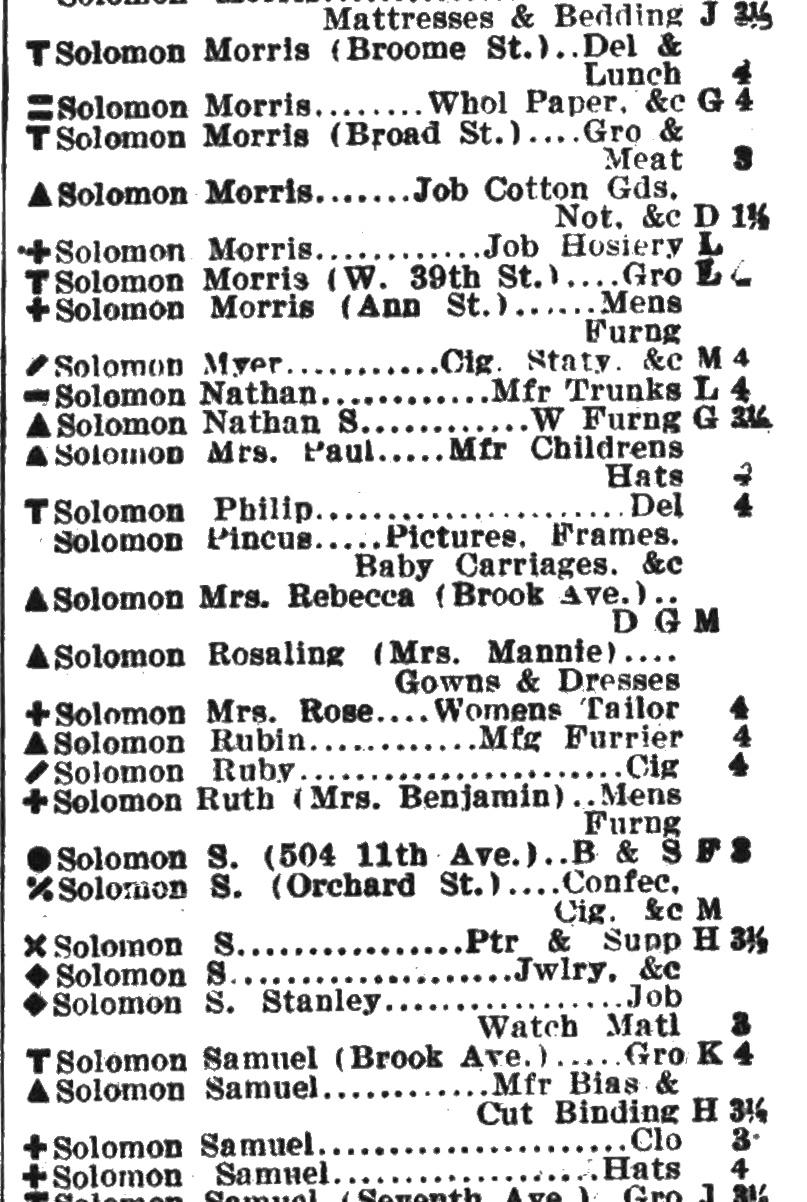 Mattresses & Bedding J 3½
T Solomon Morris (Broome St.)..Del &
Lunch 4
= Solomon Morris........Whol Paper, &c G 4
T Solomon Morris (Broad St.)....Gro &
Meat 3
▲ Solomon Morris.......Job Cotton Gds,
Not, &c D 1½
+ Solomon Morris............Job Hosiery L
T Solomon Morris (W. 39th St.)....Gro L
+ Solomon Morris (Ann St.)......Mens
Furng
Solomon Myer...........Cig, Staty, &c M 4
Solomon Nathan.............Mfr Trunks L 4
▲ Solomon Nathan S............W Furng G 3½
▲ Solomon Mrs. Paul.....Mfr Childrens
Hats
T Solomon Philip......................Del 4
Solomon Pincus.....Pictures, Frames,
Baby Carriages, &c
▲ Solomon Mrs. Rebecca (Brook Ave.)..
D G M
▲ Solomon Rosaling (Mrs. Mannie)....
Gowns & Dresses
+ Solomon Mrs. Rose....Womens Tailor 4
▲ Solomon Rubin............Mfg Furrier 4
Solomon Ruby.......................Cig 4
+ Solomon Ruth (Mrs. Benjamin)..Mens
Furng
● Solomon S. (504 11th Ave.)..B & S F 3
Solomon S. (Orchard St.)....Confec,
Cig, &c M
✕ Solomon S.................Ptr & Supp H 3½
◆ Solomon S....................Jwlry, &c
◆ Solomon S. Stanley.................Job
Watch Matl 3
T Solomon Samuel (Brook Ave.).....Gro K 4
▲ Solomon Samuel............Mfr Bias &
Cut Binding H 3½
+ Solomon Samuel......................Clo 3
+ Solomon Samuel...................Hats 4
T Solomon Samuel (Seventh Ave.) Gro J 3½